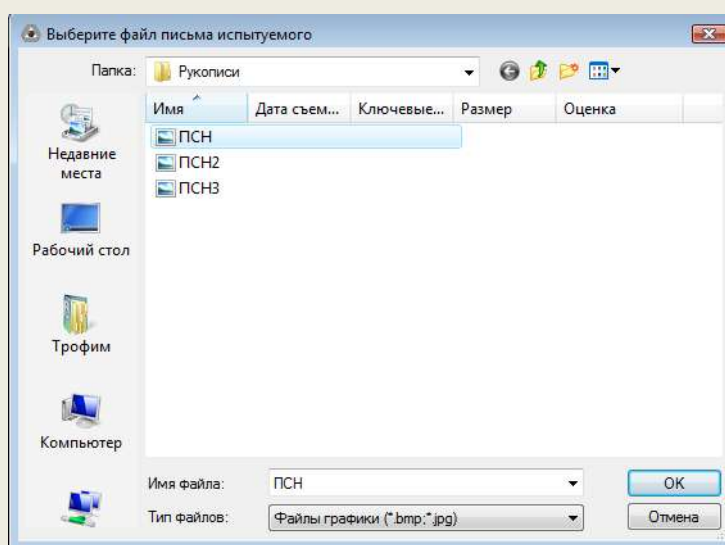 Выберите файл письма испытуемого
Папка: Рукописи
Имя Дата съем... Ключевые... Размер Оценка
ПСН
ПСН2
ПСН3
Недавние
места
Рабочий стол
Трофим
Компьютер
Имя файла: ПСН OK
Тип файлов: Файлы графики (*.bmp;*.jpg) Отмена